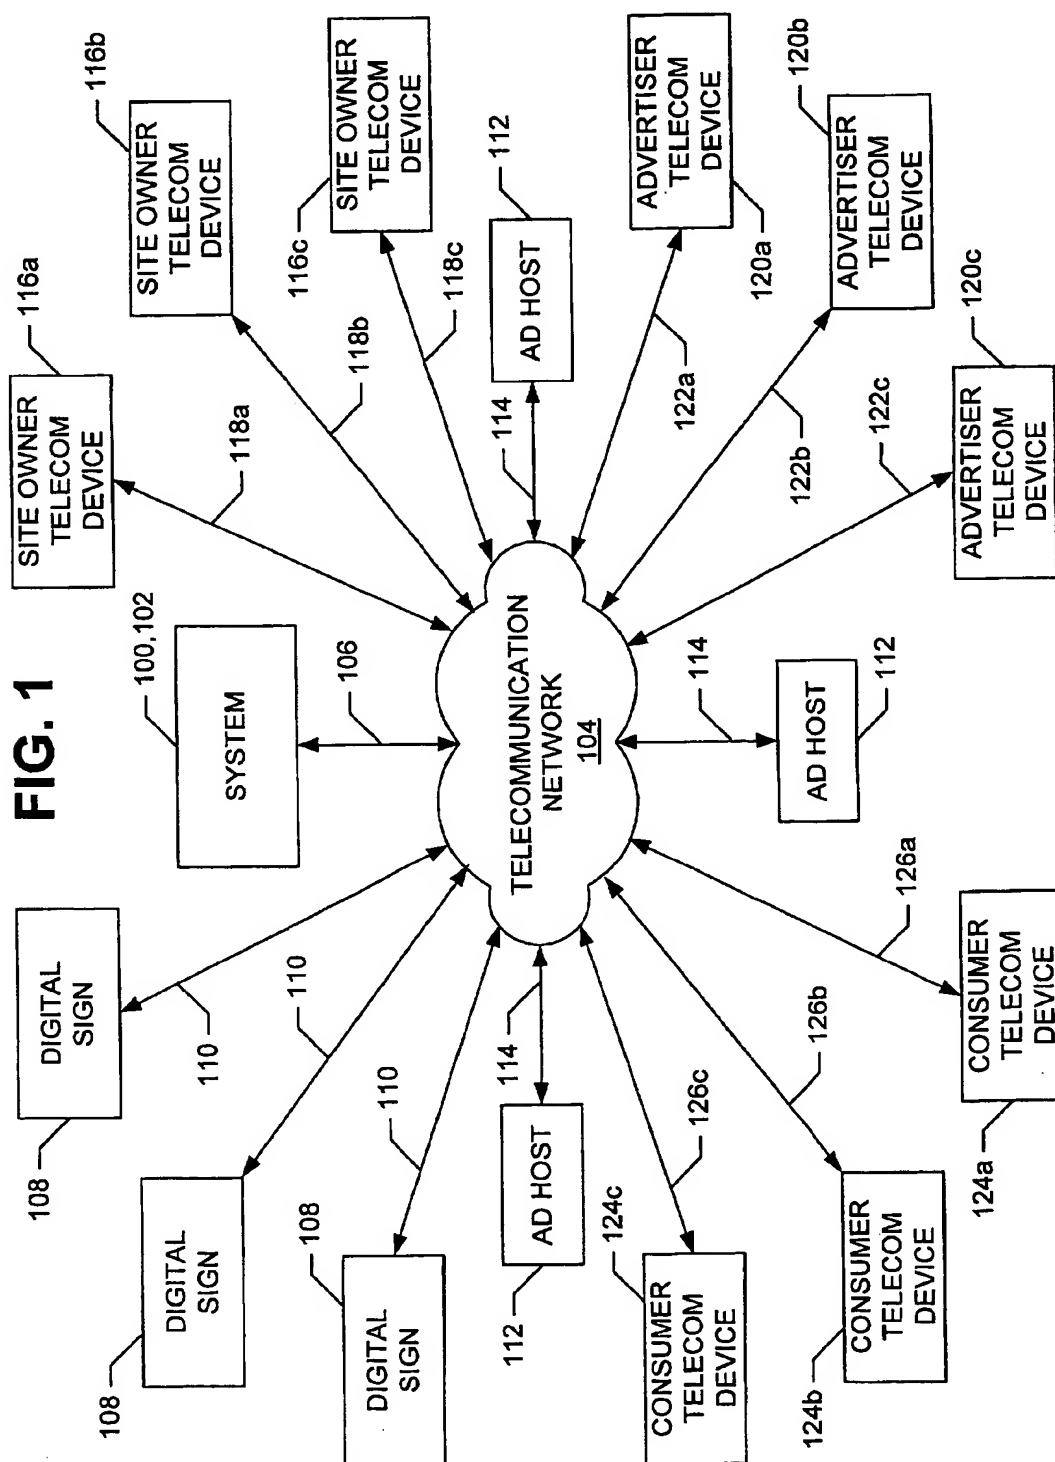 FIG. 1
DIGITAL
SIGN
108
110
SYSTEM
100,102
106
SITE OWNER
TELECOM
DEVICE
116a
118a
DIGITAL
SIGN
108
110
SITE OWNER
TELECOM
DEVICE
116b
118b
DIGITAL
SIGN
108
110
SITE OWNER
TELECOM
DEVICE
116c
118c
AD HOST
112
114
TELECOMMUNICATION
NETWORK
104
AD HOST
112
114
CONSUMER
TELECOM
DEVICE
124c
126c
ADVERTISER
TELECOM
DEVICE
120a
122a
CONSUMER
TELECOM
DEVICE
124b
126b
AD HOST
112
114
ADVERTISER
TELECOM
DEVICE
120b
122b
CONSUMER
TELECOM
DEVICE
124a
126a
ADVERTISER
TELECOM
DEVICE
120c
122c